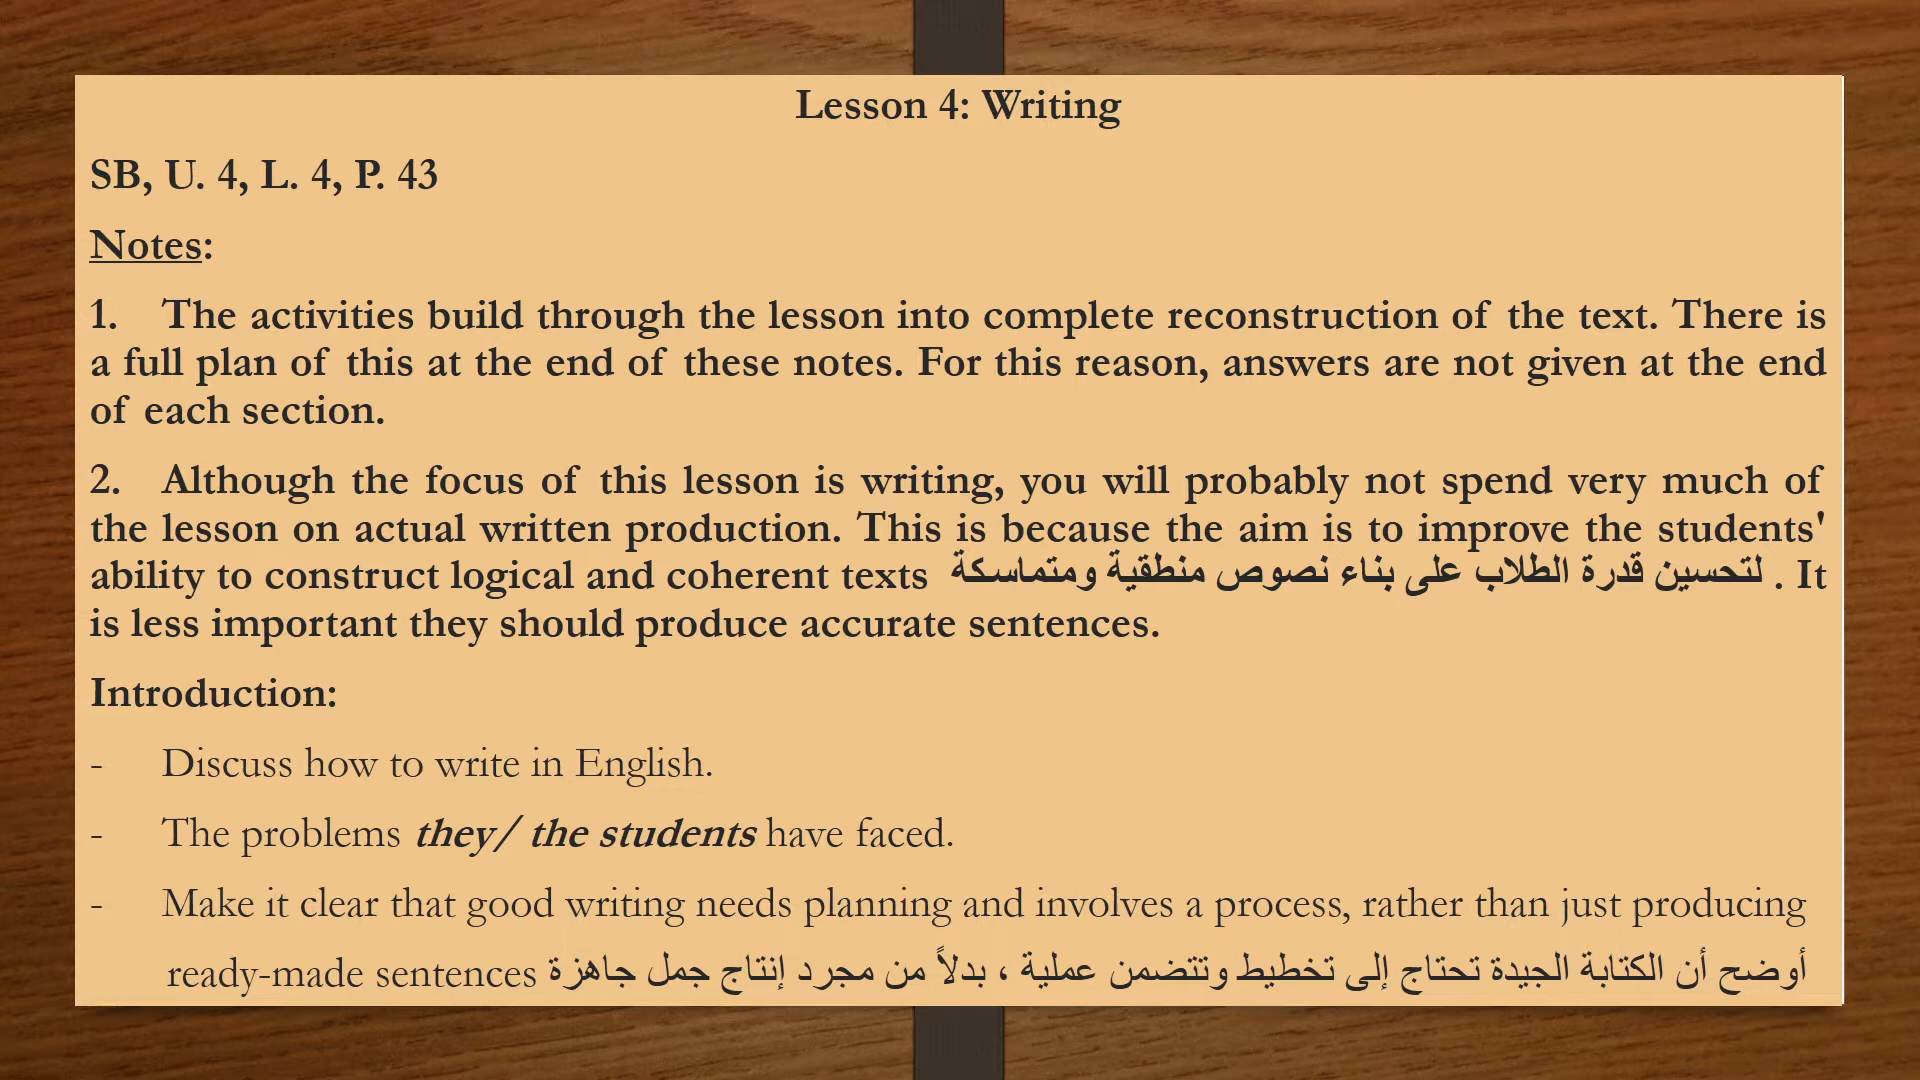 Lesson 4: Writing
SB, U. 4, L. 4, P. 43
Notes:
1. The activities build through the lesson into complete reconstruction of the text. There is
a full plan of this at the end of these notes. For this reason, answers are not given at the end
of each section.
2. Although the focus of this lesson is writing, you will probably not spend very much of
the lesson on actual written production. This is because the aim is to improve the students'
ability to construct logical and coherent texts لتحسين قدرة الطلاب على بناء نصوص منطقية ومتماسكة . It
is less important they should produce accurate sentences.
Introduction:
- Discuss how to write in English.
- The problems they/ the students have faced.
- Make it clear that good writing needs planning and involves a process, rather than just producing
ready-made sentences أوضح أن الكتابة الجيدة تحتاج إلى تخطيط وتتضمن عملية ، بدلاً من مجرد إنتاج جمل جاهزة